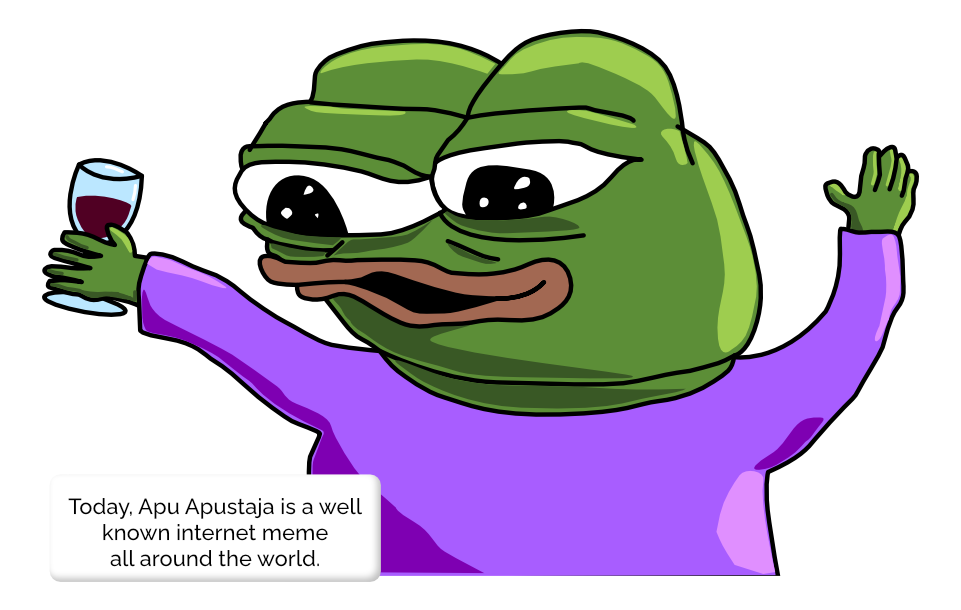 Today, Apu Apustaja is a well
known internet meme
all around the world.